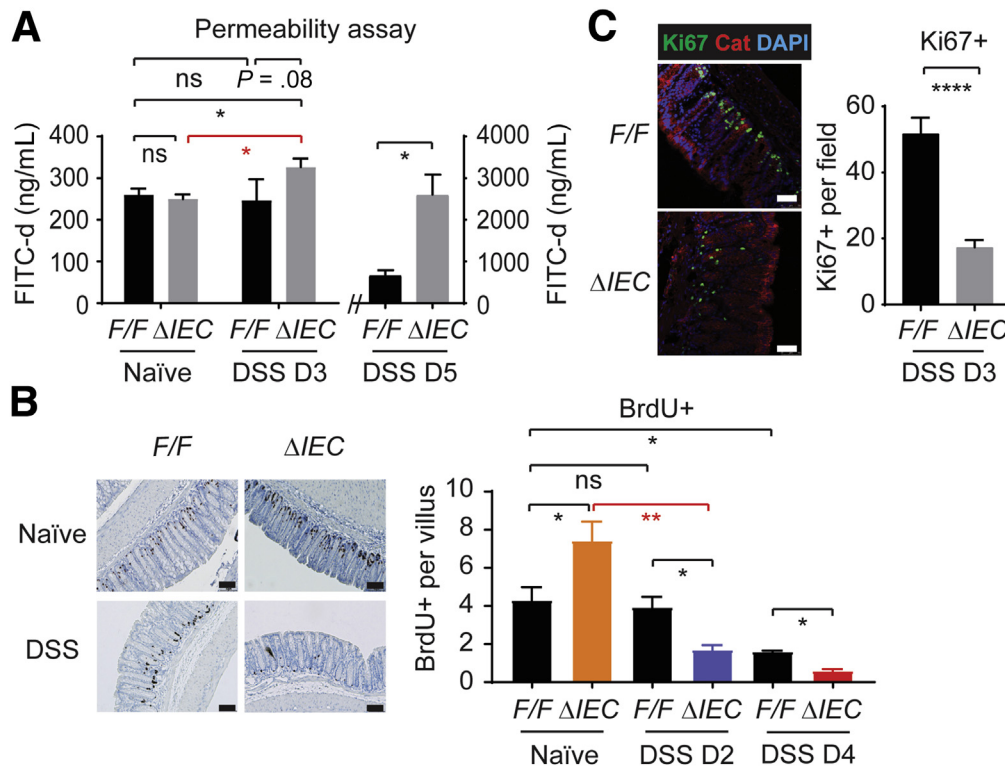 A
Permeability assay
ns
P = .08
*
ns
*
*
FITC-d (ng/mL)
400
300
200
100
0
4000
3000
2000
1000
0
FITC-d (ng/mL)
F/F ΔIEC F/F ΔIEC F/F ΔIEC
Naïve DSS D3 DSS D5
C
Ki67 Cat DAPI
F/F
ΔIEC
Ki67+
****
Ki67+ per field
60
40
20
0
F/F ΔIEC
DSS D3
B
F/F ΔIEC
Naïve
DSS
BrdU+
*
ns
*
**
*
*
BrdU+ per villus
10
8
6
4
2
0
F/F ΔIEC F/F ΔIEC F/F ΔIEC
Naïve DSS D2 DSS D4